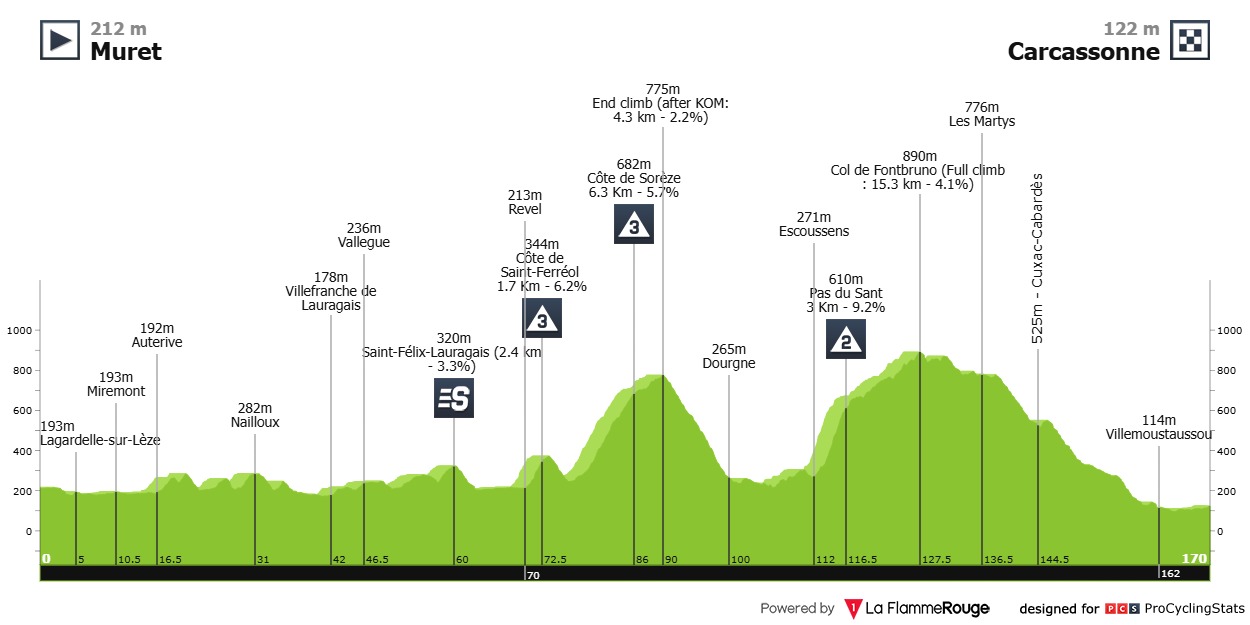 212 m
Muret
122 m
Carcassonne
775m
End climb (after KOM:
4.3 km - 2.2%)
776m
Les Martys
682m
Côte de Sorèze
6.3 Km - 5.7%
3
890m
Col de Fontbruno (Full climb
: 15.3 km - 4.1%)
213m
Revel
271m
Escoussens
236m
Vallegue
344m
Côte de
Saint-Ferréol
1.7 Km - 6.2%
3
178m
Villefranche de
Lauragais
610m
Pas du Sant
3 Km - 9.2%
2
525m - Cuxac-Cabardès
192m
Auterive
320m
Saint-Félix-Lauragais (2.4 km
- 3.3%)
S
265m
Dourgne
193m
Miremont
282m
Nailloux
193m
Lagardelle-sur-Lèze
114m
Villemoustaussou
1000
800
600
400
200
0
1000
800
600
400
200
0
0 5 10.5 16.5 31 42 46.5 60 72.5 86 90 100 112 116.5 127.5 136.5 144.5 170
70 162
Powered by La FlammeRouge designed for PCS ProCyclingStats